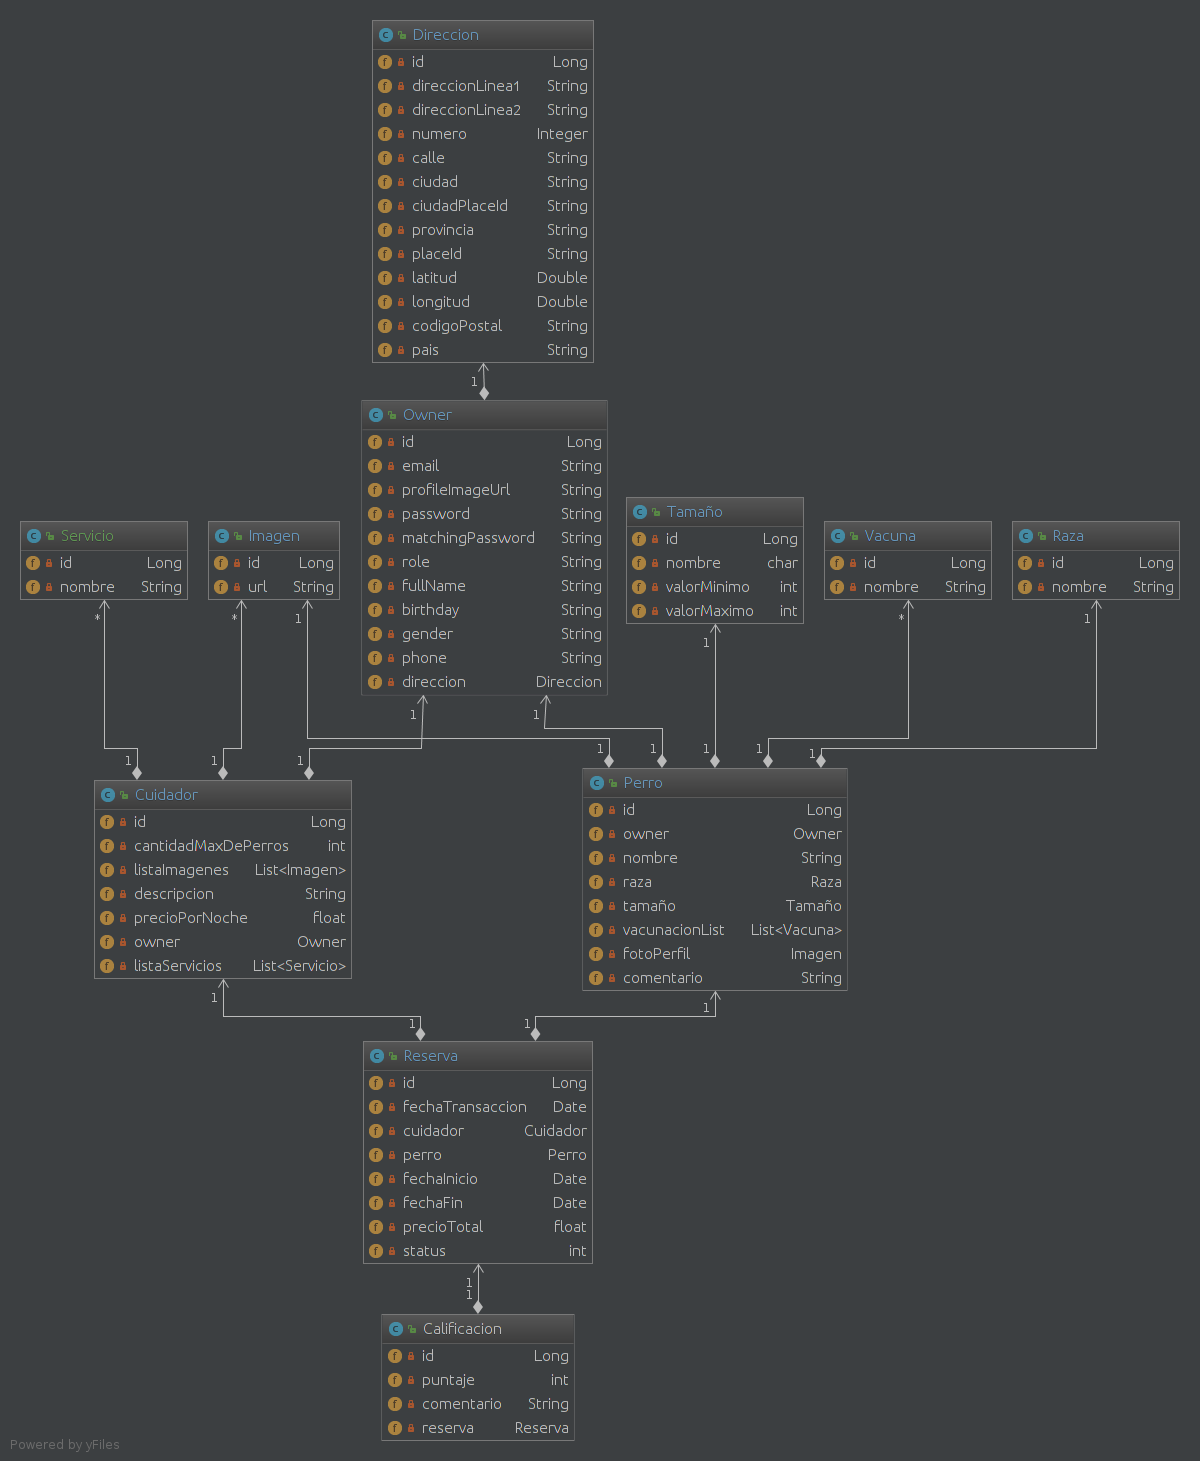 Direccion
id Long
direccionLinea1 String
direccionLinea2 String
numero Integer
calle String
ciudad String
ciudadPlaceId String
provincia String
placeId String
latitud Double
longitud Double
codigoPostal String
pais String
1
Owner
id Long
email String
profileImageUrl String
password String
matchingPassword String
role String
fullName String
birthday String
gender String
phone String
direccion Direccion
Servicio
id Long
nombre String
Imagen
id Long
url String
Tamaño
id Long
nombre char
valorMinimo int
valorMaximo int
Vacuna
id Long
nombre String
Raza
id Long
nombre String
* * 1 1 * 1
1 1
1 1 1 1 1 1 1 1
Cuidador
id Long
cantidadMaxDePerros int
listaImagenes List<Imagen>
descripcion String
precioPorNoche float
owner Owner
listaServicios List<Servicio>
Perro
id Long
owner Owner
nombre String
raza Raza
tamaño Tamaño
vacunacionList List<Vacuna>
fotoPerfil Imagen
comentario String
1 1
1 1
Reserva
id Long
fechaTransaccion Date
cuidador Cuidador
perro Perro
fechaInicio Date
fechaFin Date
precioTotal float
status int
1
1
Calificacion
id Long
puntaje int
comentario String
reserva Reserva
Powered by yFiles